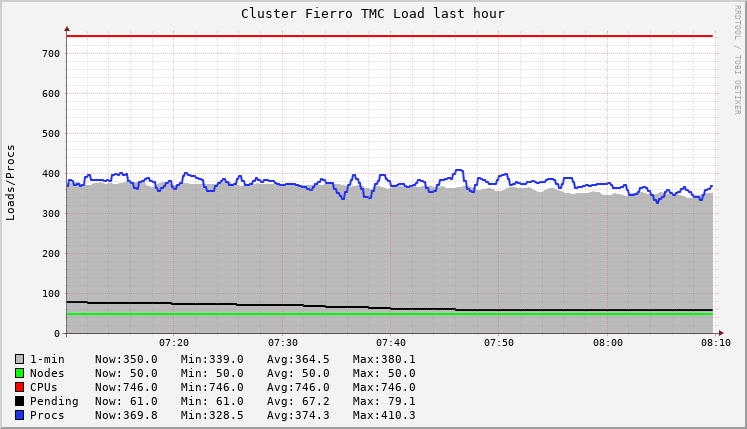 Cluster Fierro TMC Load last hour
RRDTOOL / TOBI OETIKER
Loads/Procs
700
600
500
400
300
200
100
0
07:20 07:30 07:40 07:50 08:00 08:10
1-min Now:350.0 Min:339.0 Avg:364.5 Max:380.1
Nodes Now: 50.0 Min: 50.0 Avg: 50.0 Max: 50.0
CPUs Now:746.0 Min:746.0 Avg:746.0 Max:746.0
Pending Now: 61.0 Min: 61.0 Avg: 67.2 Max: 79.1
Procs Now:369.8 Min:328.5 Avg:374.3 Max:410.3